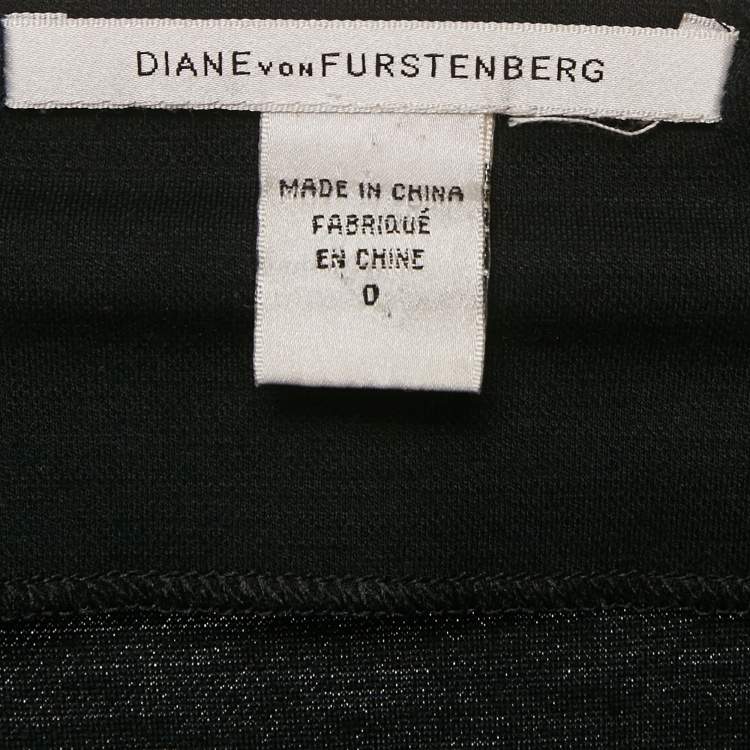 DIANE VON FURSTENBERG
MADE IN CHINA
FABRIQUÉ
EN CHINE
0